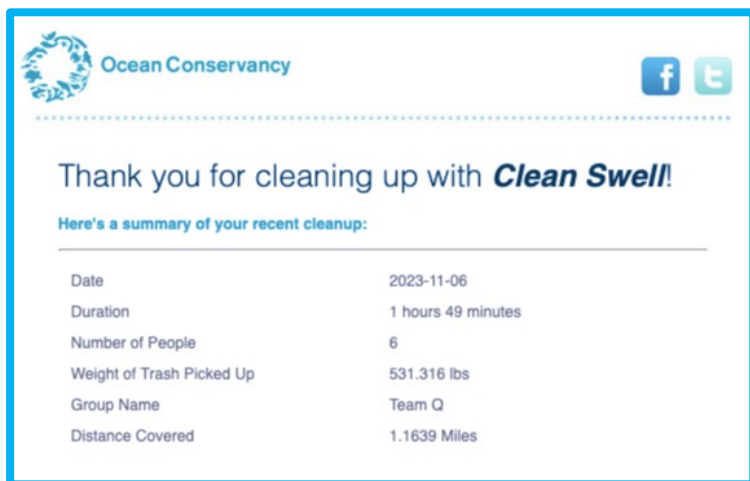 Ocean Conservancy
Thank you for cleaning up with Clean Swell!
Here's a summary of your recent cleanup:
Date 2023-11-06
Duration 1 hours 49 minutes
Number of People 6
Weight of Trash Picked Up 531.316 lbs
Group Name Team Q
Distance Covered 1.1639 Miles